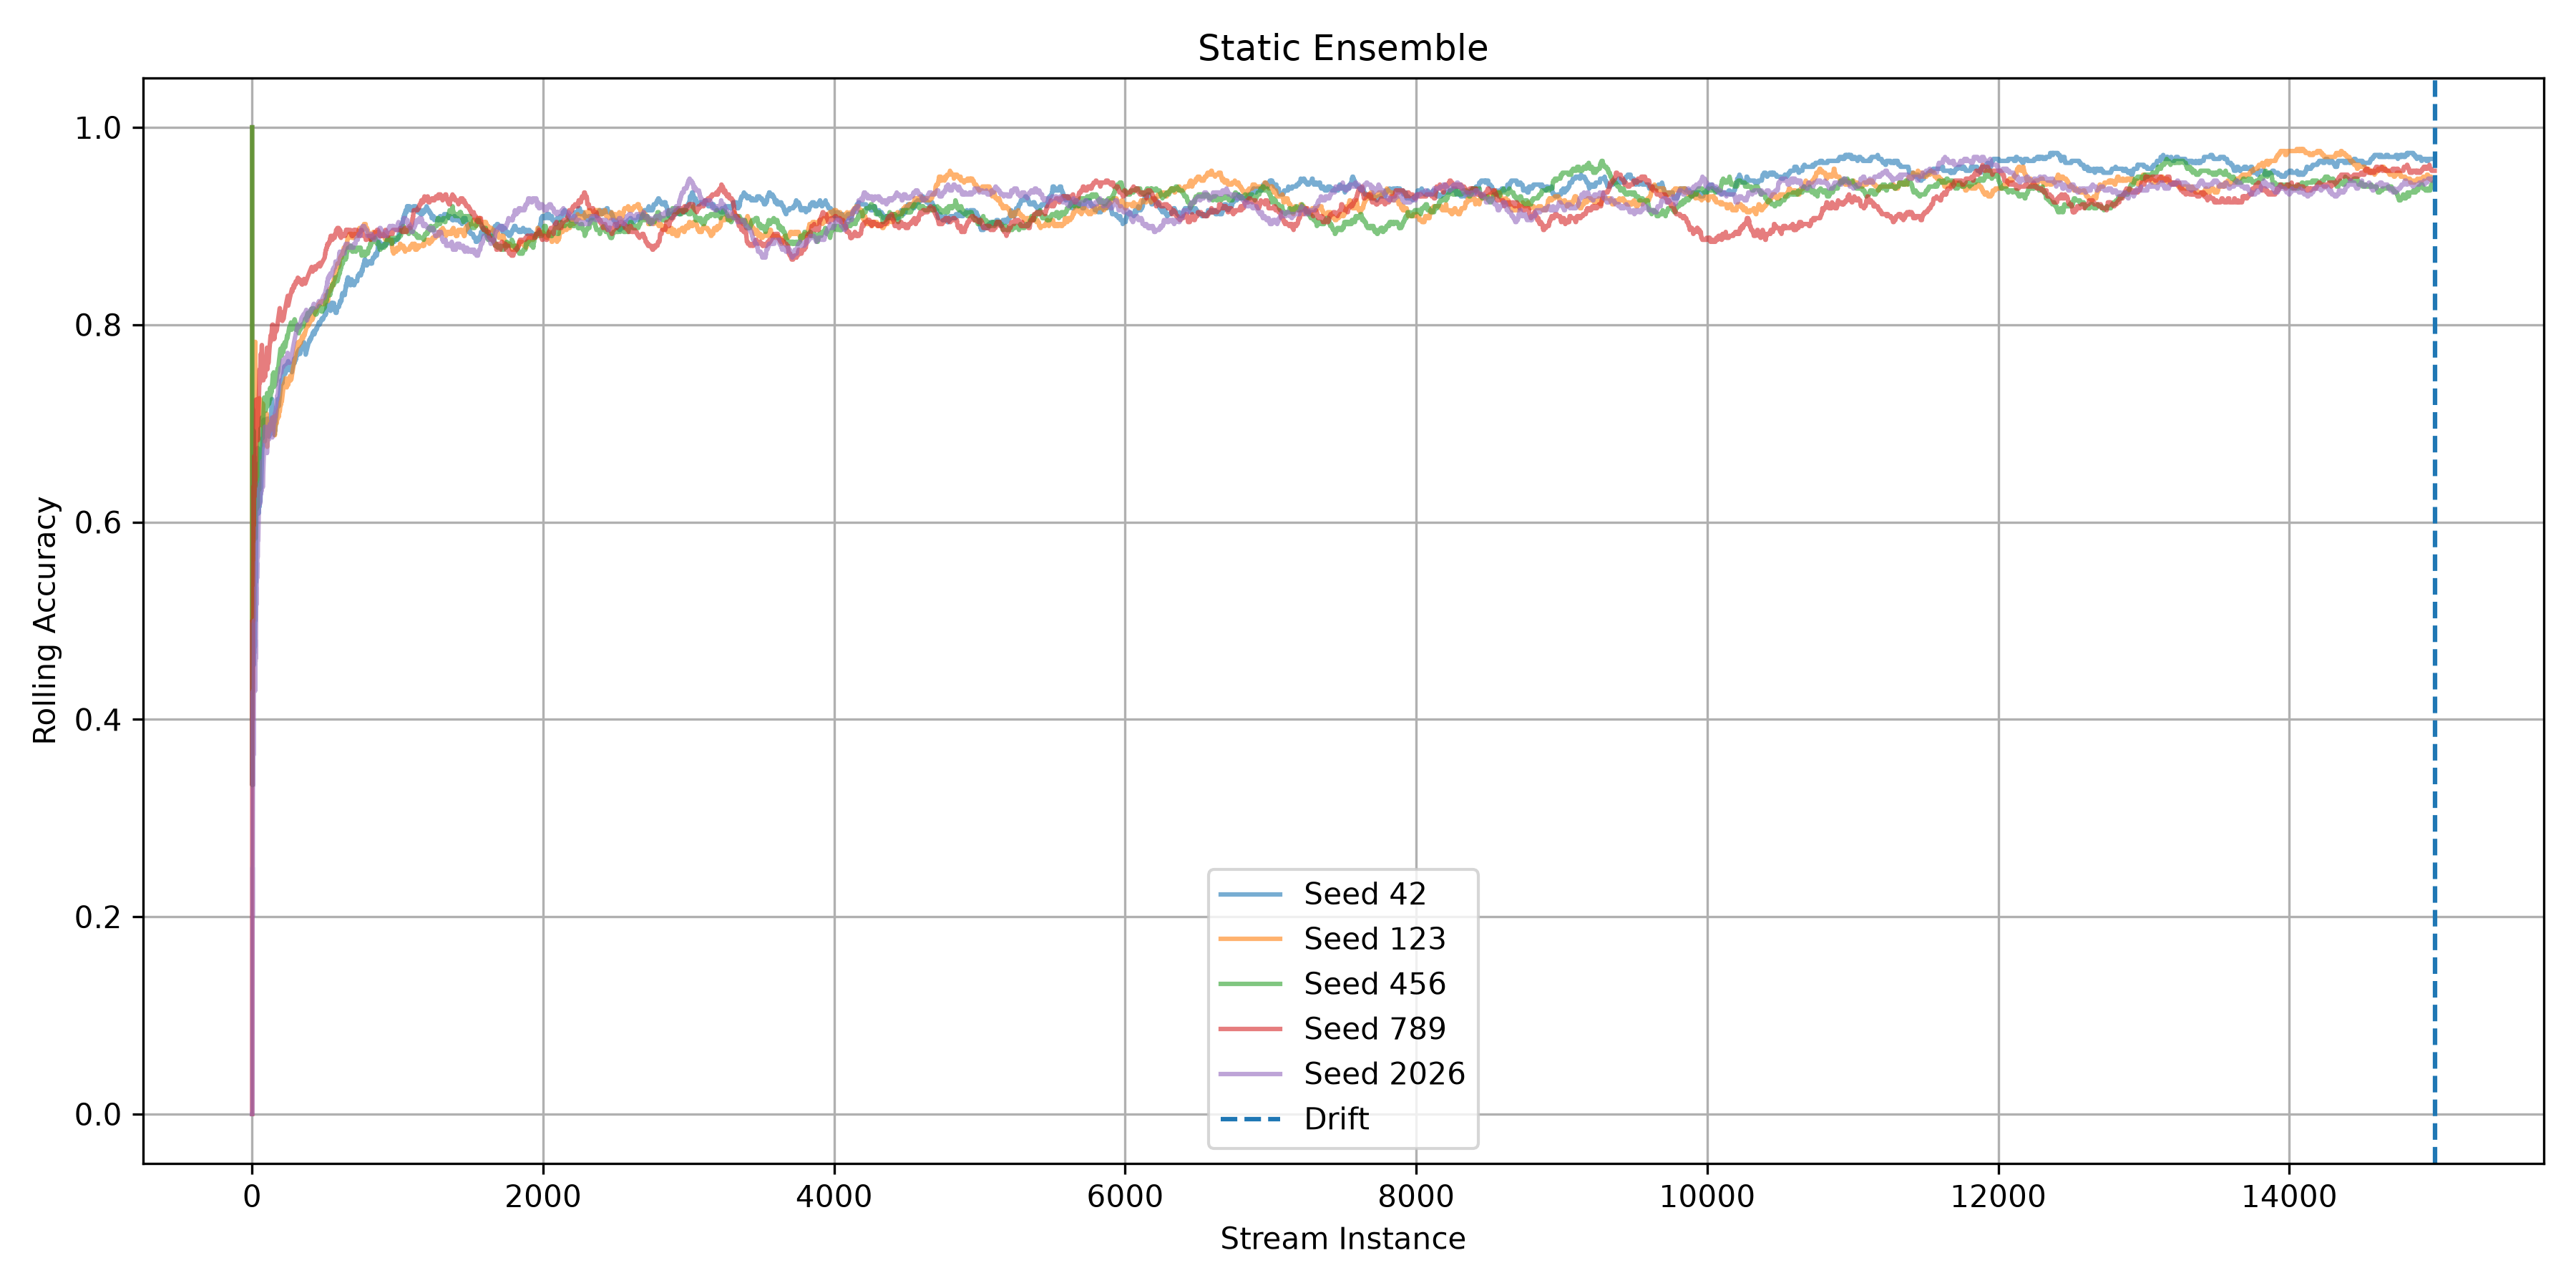 Static Ensemble
1.0
0.8
0.6
0.4
0.2
0.0
Rolling Accuracy
Seed 42
Seed 123
Seed 456
Seed 789
Seed 2026
Drift
0 2000 4000 6000 8000 10000 12000 14000
Stream Instance